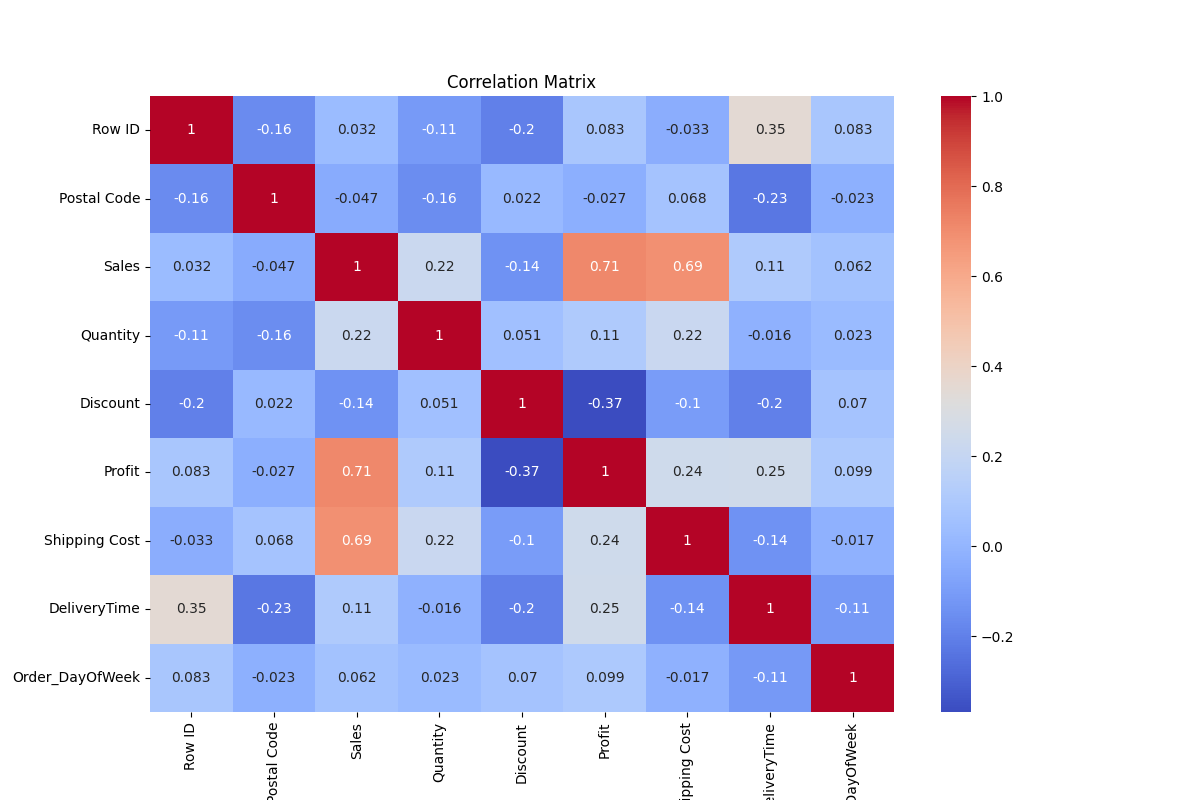 Correlation Matrix
Row ID 1 -0.16 0.032 -0.11 -0.2 0.083 -0.033 0.35 0.083
Postal Code -0.16 1 -0.047 -0.16 0.022 -0.027 0.068 -0.23 -0.023
Sales 0.032 -0.047 1 0.22 -0.14 0.71 0.69 0.11 0.062
Quantity -0.11 -0.16 0.22 1 0.051 0.11 0.22 -0.016 0.023
Discount -0.2 0.022 -0.14 0.051 1 -0.37 -0.1 -0.2 0.07
Profit 0.083 -0.027 0.71 0.11 -0.37 1 0.24 0.25 0.099
Shipping Cost -0.033 0.068 0.69 0.22 -0.1 0.24 1 -0.14 -0.017
DeliveryTime 0.35 -0.23 0.11 -0.016 -0.2 0.25 -0.14 1 -0.11
Order_DayOfWeek 0.083 -0.023 0.062 0.023 0.07 0.099 -0.017 -0.11 1
Row ID
Postal Code
Sales
Quantity
Discount
Profit
ipping Cost
eliveryTime
DayOfWeek
1.0
0.8
0.6
0.4
0.2
0.0
−0.2